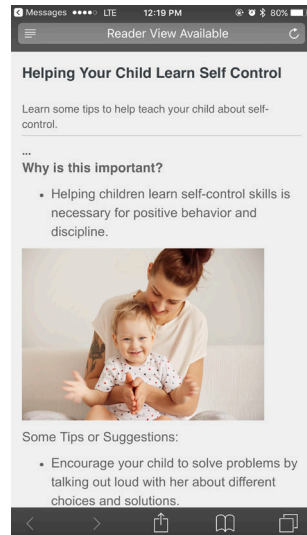 Messages LTE 12:19 PM 80%
Reader View Available
Helping Your Child Learn Self Control
Learn some tips to help teach your child about self-
control.
...
Why is this important?
• Helping children learn self-control skills is
necessary for positive behavior and
discipline.
Some Tips or Suggestions:
• Encourage your child to solve problems by
talking out loud with her about different
choices and solutions.